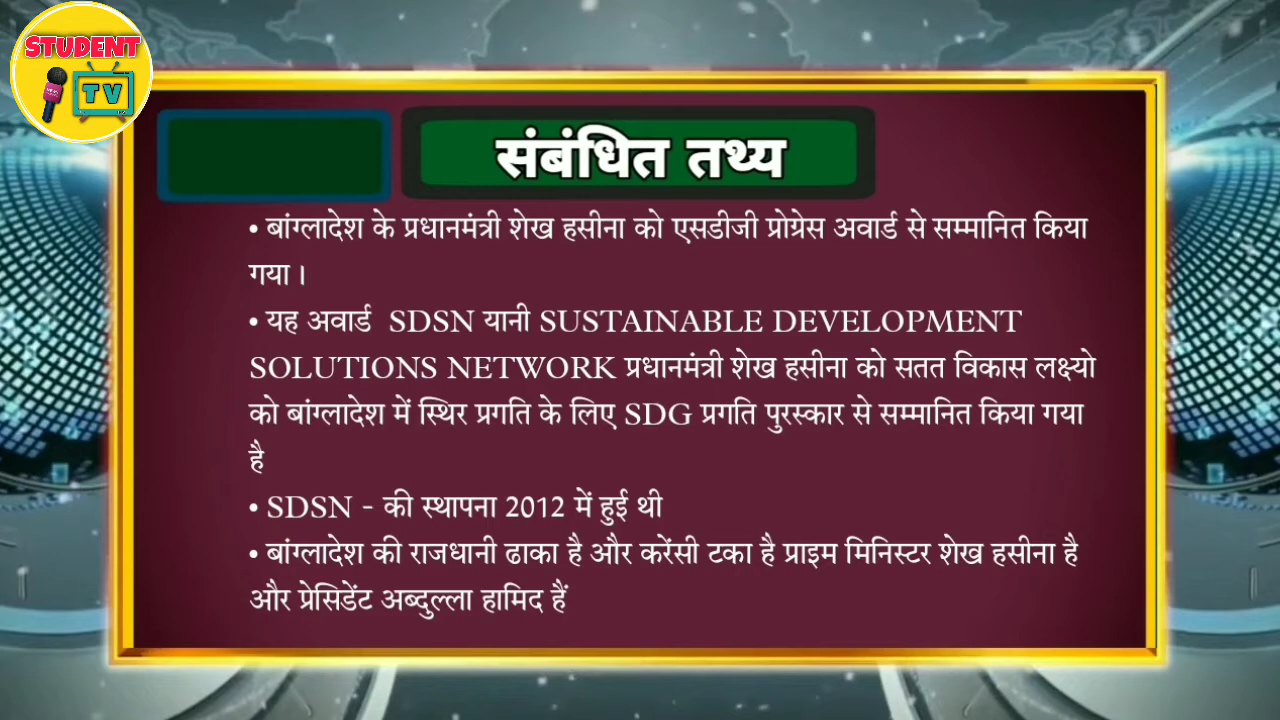 STUDENT
TV
संबंधित तथ्य
• बांग्लादेश के प्रधानमंत्री शेख हसीना को एसडीजी प्रोग्रेस अवार्ड से सम्मानित किया
गया ।
• यह अवार्ड SDSN यानी SUSTAINABLE DEVELOPMENT
SOLUTIONS NETWORK प्रधानमंत्री शेख हसीना को सतत विकास लक्ष्यो
को बांग्लादेश में स्थिर प्रगति के लिए SDG प्रगति पुरस्कार से सम्मानित किया गया
है
• SDSN - की स्थापना 2012 में हुई थी
• बांग्लादेश की राजधानी ढाका है और करेंसी टका है प्राइम मिनिस्टर शेख हसीना है
और प्रेसिडेंट अब्दुल्ला हामिद हैं